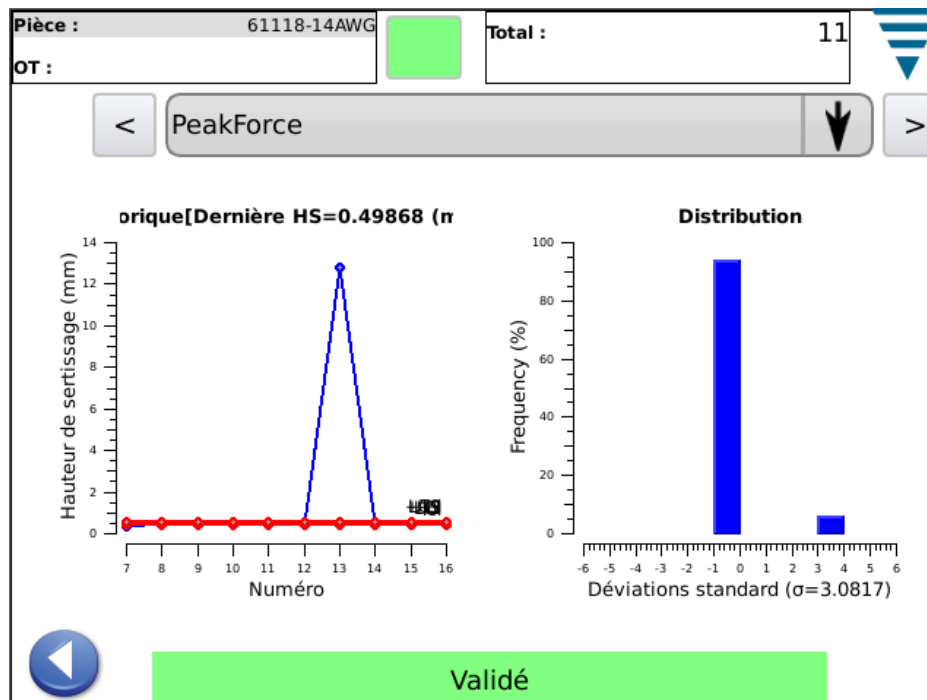 Pièce :
61118-14AWG
OT :
Total :
11
<
PeakForce
>
orique[Dernière HS=0.49868 (m
Hauteur de sertissage (mm)
14
12
10
8
6
4
2
0
7 8 9 10 11 12 13 14 15 16
Numéro
Distribution
Frequency (%)
100
80
60
40
20
0
-6 -5 -4 -3 -2 -1 0 1 2 3 4 5 6
Déviations standard (σ=3.0817)
Validé